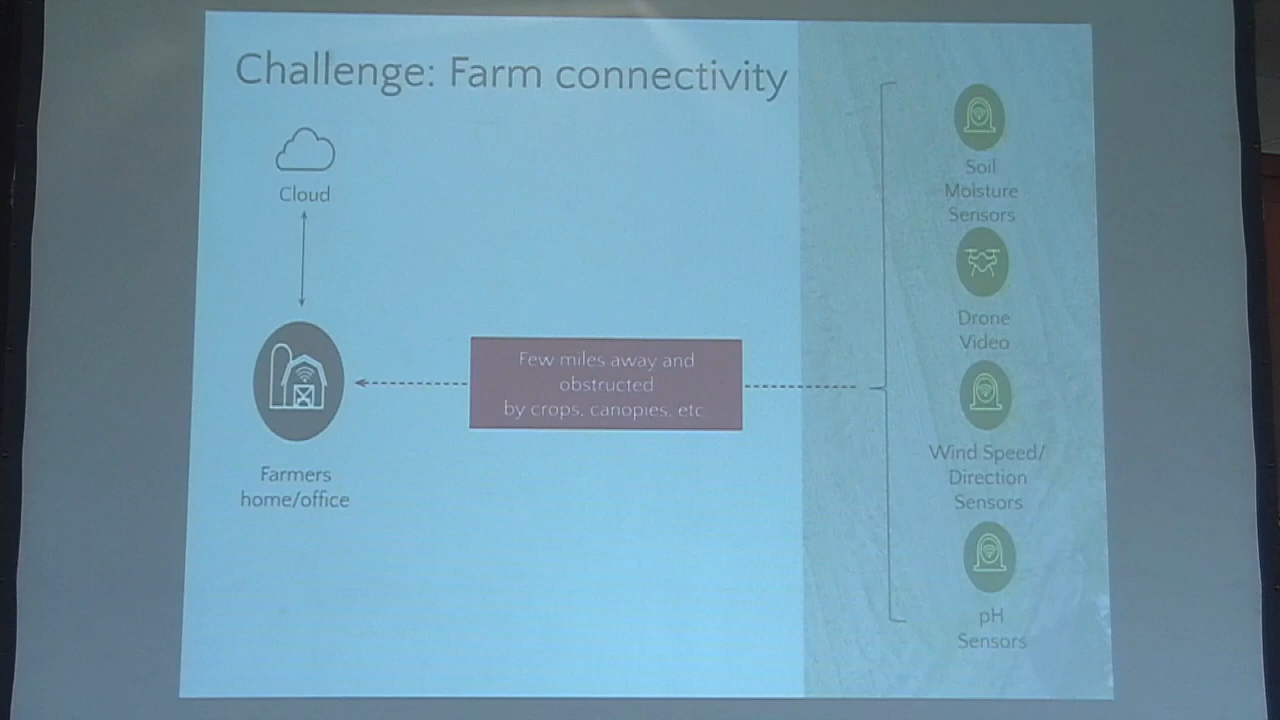 Challenge: Farm connectivity
Cloud
Farmers
home/office
Few miles away and
obstructed
by crops, canopies, etc
Soil
Moisture
Sensors
Drone
Video
Wind Speed/
Direction
Sensors
pH
Sensors